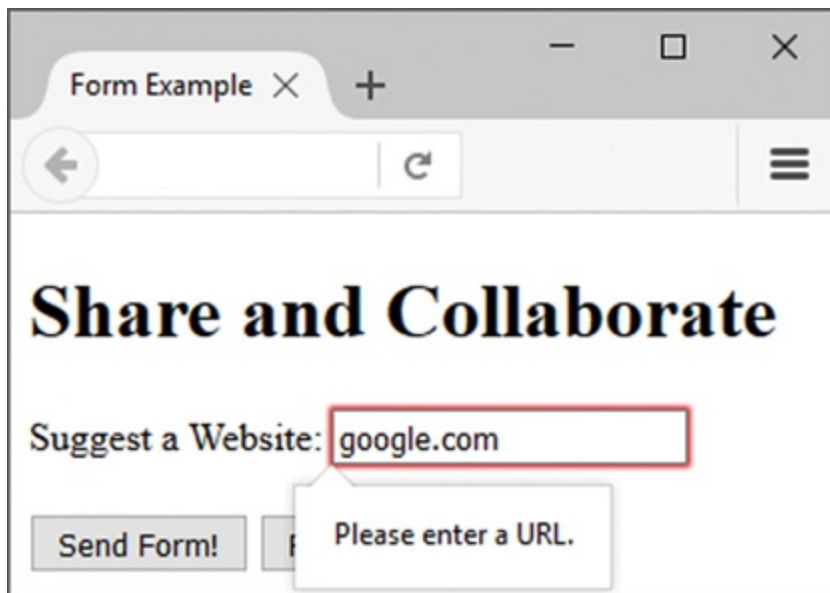 Form Example
Share and Collaborate
Suggest a Website: google.com
Send Form!
Please enter a URL.